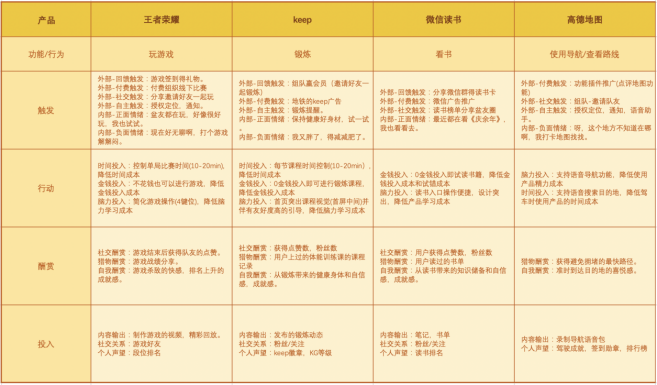 产品
王者荣耀
keep
微信读书
高德地图
功能/行为
玩游戏
锻炼
看书
使用导航/查看路线
触发
外部-回馈触发：游戏签到得礼物。
外部-付费触发：付费组织线下比赛
外部-社交触发：分享邀请好友一起玩
外部-自主触发：授权定位，通知。
内部-正面情绪：盆友都在玩，好像很好
玩，我也试试。
内部-负面情绪：现在好无聊啊，打个游戏
解解闷。
外部-回馈触发：组队赢会员（邀请好友一
起锻炼）
外部-付费触发：地铁的keep广告
外部-自主触发：锻炼提醒。
内部-正面情绪：保持健康好身材，试一试
。
内部-负面情绪：我又胖了，得减减肥了。
外部-回馈触发：分享微信群得读书卡
外部-付费触发：微信广告推广
外部-社交触发：读书榜单分享盆友圈
内部-正面情绪：最近都在看《庆余年》，
我也看看去。
外部-付费触发：功能插件推广(点评地图功
能)
外部-社交触发：组队-邀请队友
外部-自主触发：授权定位、通知、语音助
手。
内部-负面情绪：呀，这个地方不知道在哪
啊，我打卡地图找找。
行动
时间投入：控制单局比赛时间(10-20min),
降低时间成本
金钱投入：不花钱也可以进行游戏，降低
金钱投入成本
脑力投入：简化游戏操作(4键位)，降低脑
力学习成本
时间投入：每节课程时间控制(10-20min）,
降低时间成本
金钱投入：0金钱投入即可进行锻炼课程，
降低金钱投入成本
脑力投入：首页突出课程视觉(首屏中间)并
伴有友好度高的引导，降低脑力学习成本
金钱投入：0金钱投入即试读书籍，降低金
钱投入成本和试错成本
脑力投入：读书入口操作便捷，设计突
出、降低产品学习成本
脑力投入：支持语音导航功能，降低使用
产品精力成本
时间投入：支持语音搜索目的地，降低驾
车时使用产品的时间成本
酬赏
社交酬赏：游戏结束后获得队友的点赞。
猎物酬赏：游戏战绩分享。
自我酬赏：游戏杀敌的快感，排名上升的
成就感。
社交酬赏：获得点赞数，粉丝数
猎物酬赏：用户上过的体能训练课的课程
记录
自我酬赏：从锻炼带来的健康身体和自信
感，成就感。
社交酬赏：用户获得点赞数，粉丝数
猎物酬赏：用户读过的书单
自我酬赏：从读书带来的知识储备和自信
感、成就感。
猎物酬赏：获得避免拥堵的最快路径。
自我酬赏：准时到达目的地的喜悦感。
投入
内容输出：制作游戏的视频，精彩回放。
社交关系：游戏好友
个人声望：段位排名
内容输出：发布的锻炼动态
社交关系：粉丝/关注
个人声望：keep徽章，KG等级
内容输出：笔记，书单
社交关系：粉丝/关注
个人声望：读书排名
内容输出：录制导航语音包
个人声望：驾驶成就，签到勋章，排行榜